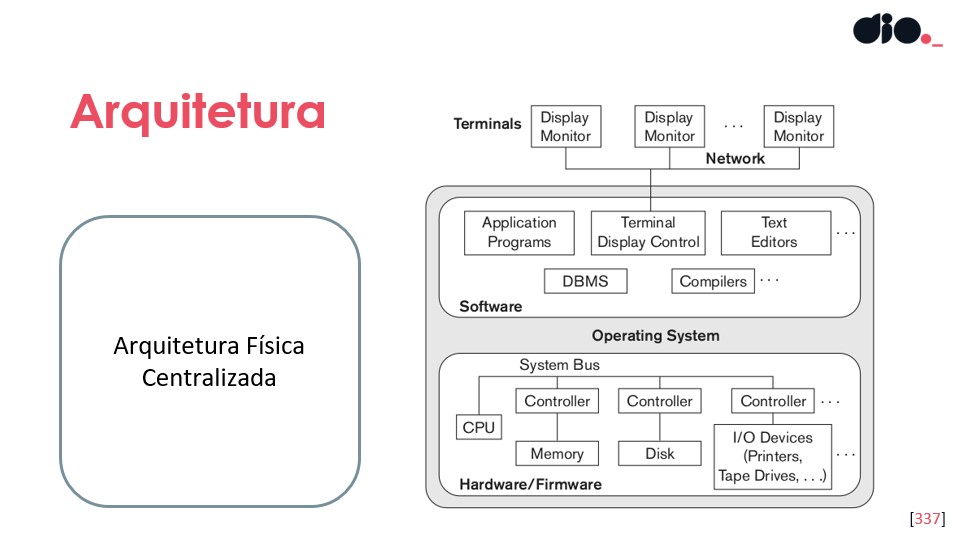 dio._
Arquitetura
Arquitetura Física
Centralizada
Terminals
Display
Monitor
Display
Monitor
. . .
Display
Monitor
Network
Application
Programs
Terminal
Display Control
Text
Editors
. . .
DBMS
Compilers
. . .
Software
Operating System
System Bus
Controller
Controller
Controller
. . .
CPU
Memory
Disk
I/O Devices
(Printers,
Tape Drives, . . .)
. . .
Hardware/Firmware
[337]